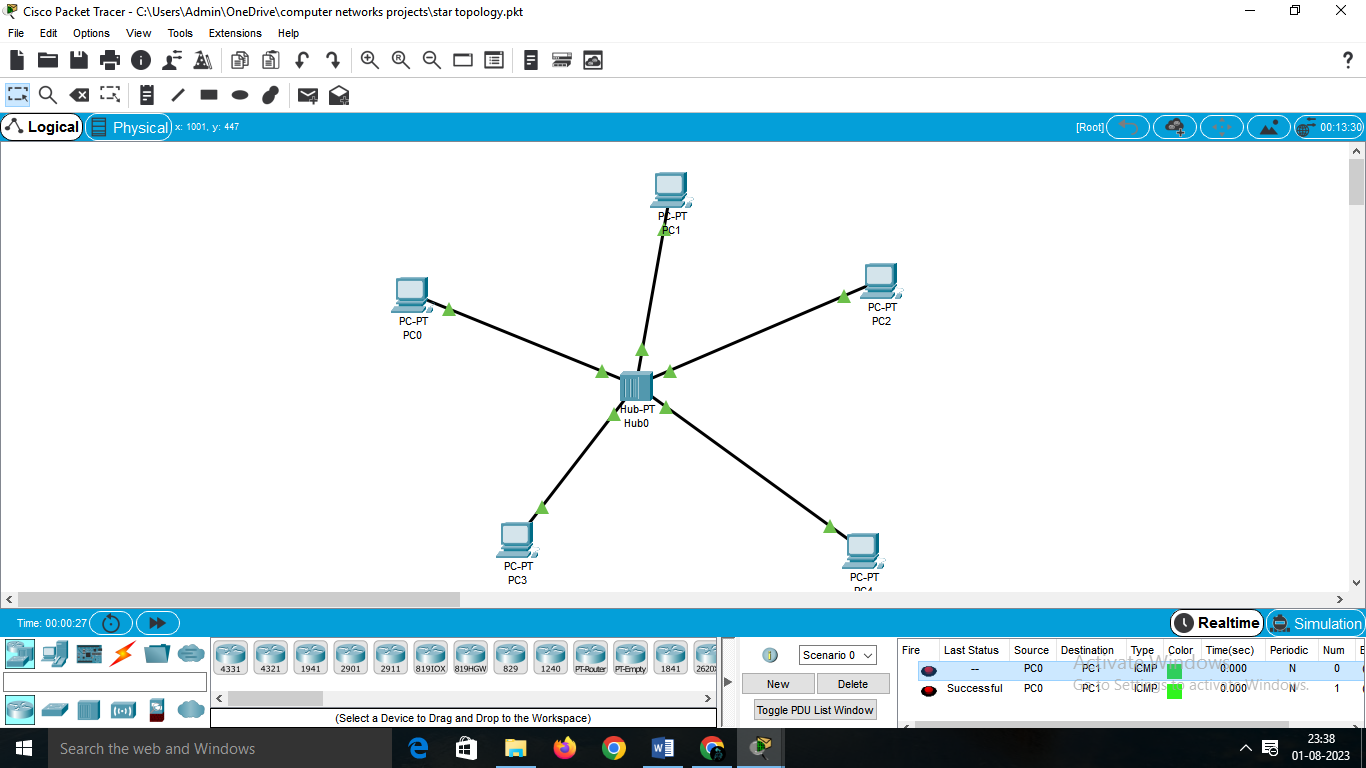 Cisco Packet Tracer - C:\Users\Admin\OneDrive\computer networks projects\star topology.pkt
File Edit Options View Tools Extensions Help
Logical Physical x: 1001, y: 447 [Root] 00:13:30
PC-PT
PC1
PC-PT
PC2
PC-PT
PC0
Hub-PT
Hub0
PC-PT
PC3
PC-PT
PC4
Time: 00:00:27 Realtime Simulation
4331 4321 1941 2901 2911 819IOX 819HGW 829 1240 PT-Router PT-Empty 1841 2620X
(Select a Device to Drag and Drop to the Workspace)
Scenario 0
New Delete
Toggle PDU List Window
Fire Last Status Source Destination Type Color Time(sec) Periodic Num
-- PC0 PC1 ICMP 0.000 N 0
Successful PC0 PC1 ICMP 0.000 N 1
Activate Windows
Go to Settings to activate Windows.
Search the web and Windows
23:38
01-08-2023